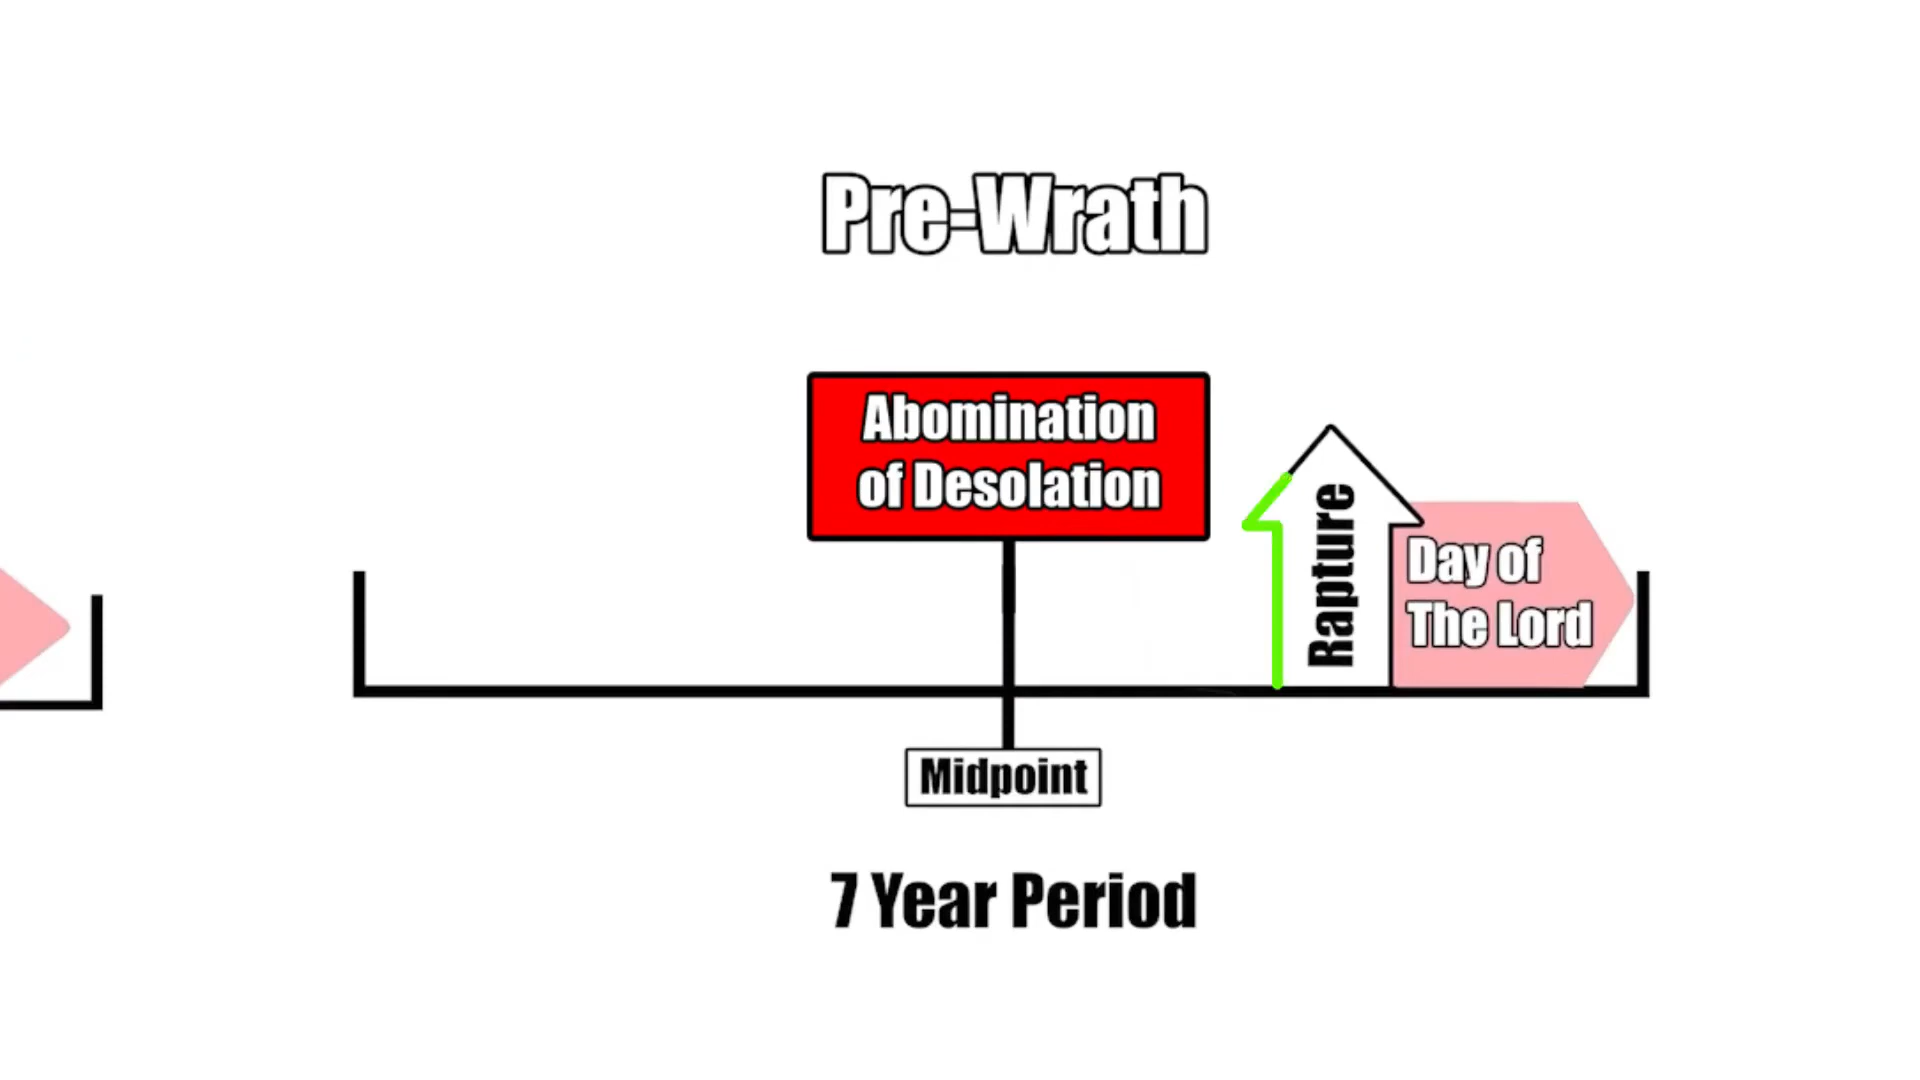 Pre-Wrath
Abomination
of Desolation
Rapture
Day of
The Lord
Midpoint
7 Year Period